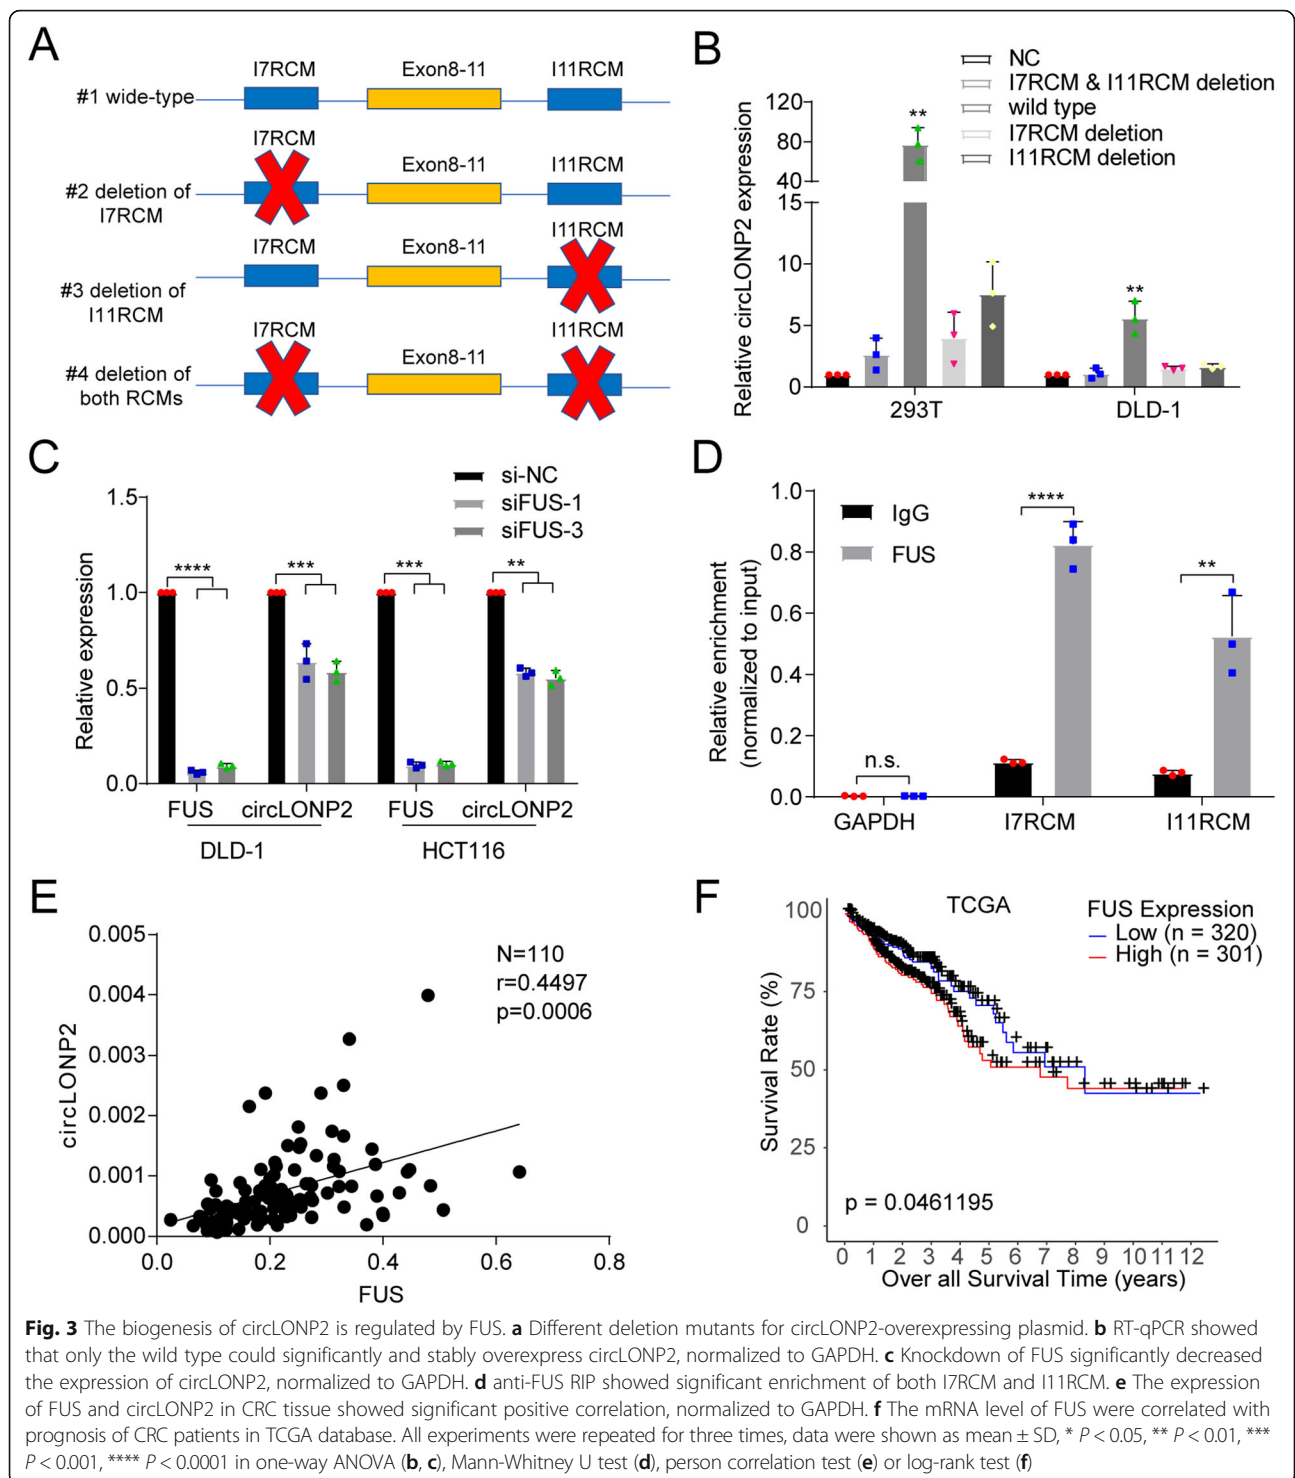 A
I7RCM
Exon8-11
I11RCM
#1 wide-type
I7RCM
Exon8-11
I11RCM
#2 deletion of
I7RCM
I7RCM
Exon8-11
I11RCM
#3 deletion of
I11RCM
I7RCM
Exon8-11
I11RCM
#4 deletion of
both RCMs
B
NC
I7RCM & I11RCM deletion
wild type
I7RCM deletion
I11RCM deletion
Relative circLONP2 expression
120
80
40
15
10
5
0
**
**
293T
DLD-1
C
si-NC
siFUS-1
siFUS-3
Relative expression
1.5
1.0
0.5
0.0
****
***
***
**
FUS
circLONP2
FUS
circLONP2
DLD-1
HCT116
D
IgG
FUS
Relative enrichment
(normalized to input)
1.0
0.8
0.6
0.4
0.2
0.0
n.s.
****
**
GAPDH
I7RCM
I11RCM
E
circLONP2
0.005
0.004
0.003
0.002
0.001
0.000
N=110
r=0.4497
p=0.0006
0.0
0.2
0.4
0.6
0.8
FUS
F
TCGA
FUS Expression
Low (n = 320)
High (n = 301)
Survival Rate (%)
100
75
50
25
0
p = 0.0461195
0 1 2 3 4 5 6 7 8 9 10 11 12
Over all Survival Time (years)
Fig. 3 The biogenesis of circLONP2 is regulated by FUS. a Different deletion mutants for circLONP2-overexpressing plasmid. b RT-qPCR showed
that only the wild type could significantly and stably overexpress circLONP2, normalized to GAPDH. c Knockdown of FUS significantly decreased
the expression of circLONP2, normalized to GAPDH. d anti-FUS RIP showed significant enrichment of both I7RCM and I11RCM. e The expression
of FUS and circLONP2 in CRC tissue showed significant positive correlation, normalized to GAPDH. f The mRNA level of FUS were correlated with
prognosis of CRC patients in TCGA database. All experiments were repeated for three times, data were shown as mean ± SD, * P < 0.05, ** P < 0.01, ***
P < 0.001, **** P < 0.0001 in one-way ANOVA (b, c), Mann-Whitney U test (d), person correlation test (e) or log-rank test (f)